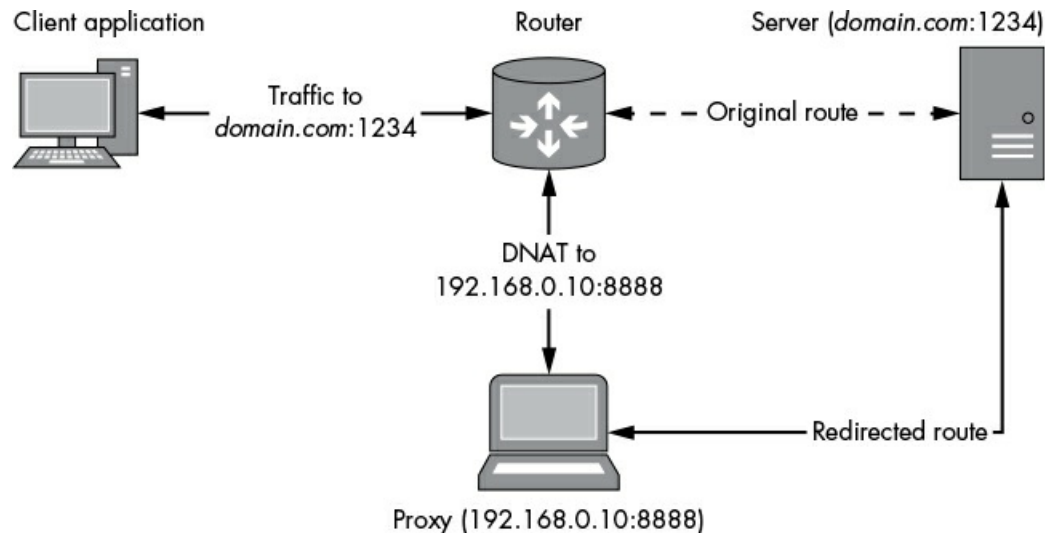 Client application
Router
Server (domain.com:1234)
Traffic to
domain.com:1234
Original route
DNAT to
192.168.0.10:8888
Redirected route
Proxy (192.168.0.10:8888)